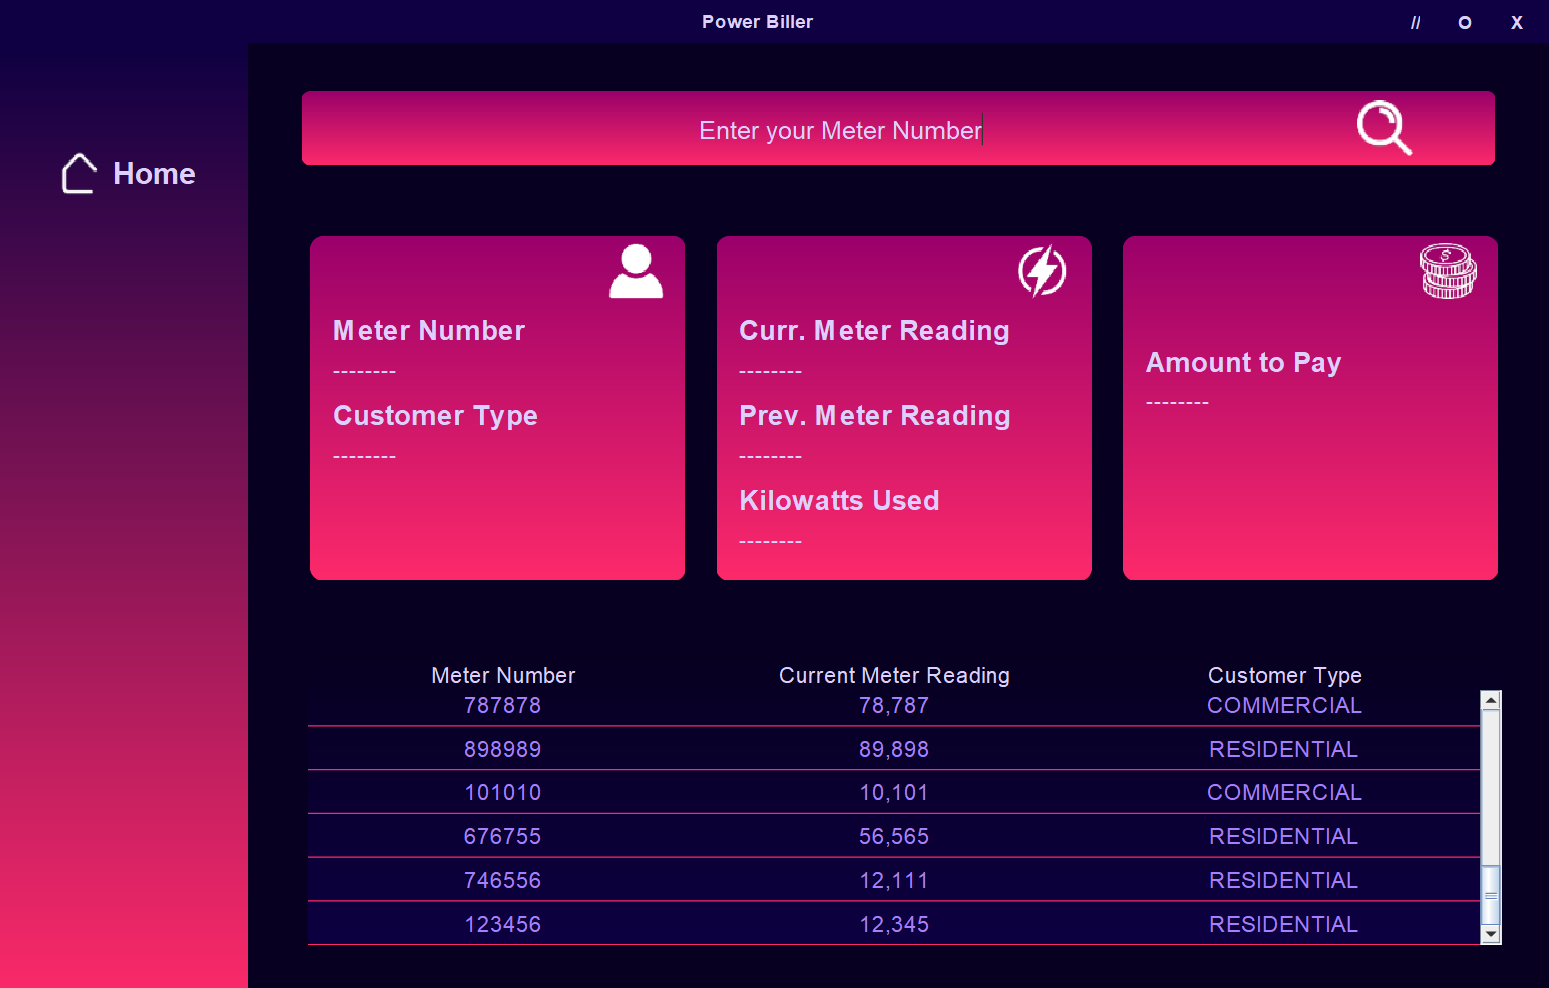 Power Biller // O X
Home
Enter your Meter Number
Meter Number
--------
Customer Type
--------
Curr. Meter Reading
--------
Prev. Meter Reading
--------
Kilowatts Used
--------
$
Amount to Pay
--------
Meter Number Current Meter Reading Customer Type
787878 78,787 COMMERCIAL
898989 89,898 RESIDENTIAL
101010 10,101 COMMERCIAL
676755 56,565 RESIDENTIAL
746556 12,111 RESIDENTIAL
123456 12,345 RESIDENTIAL